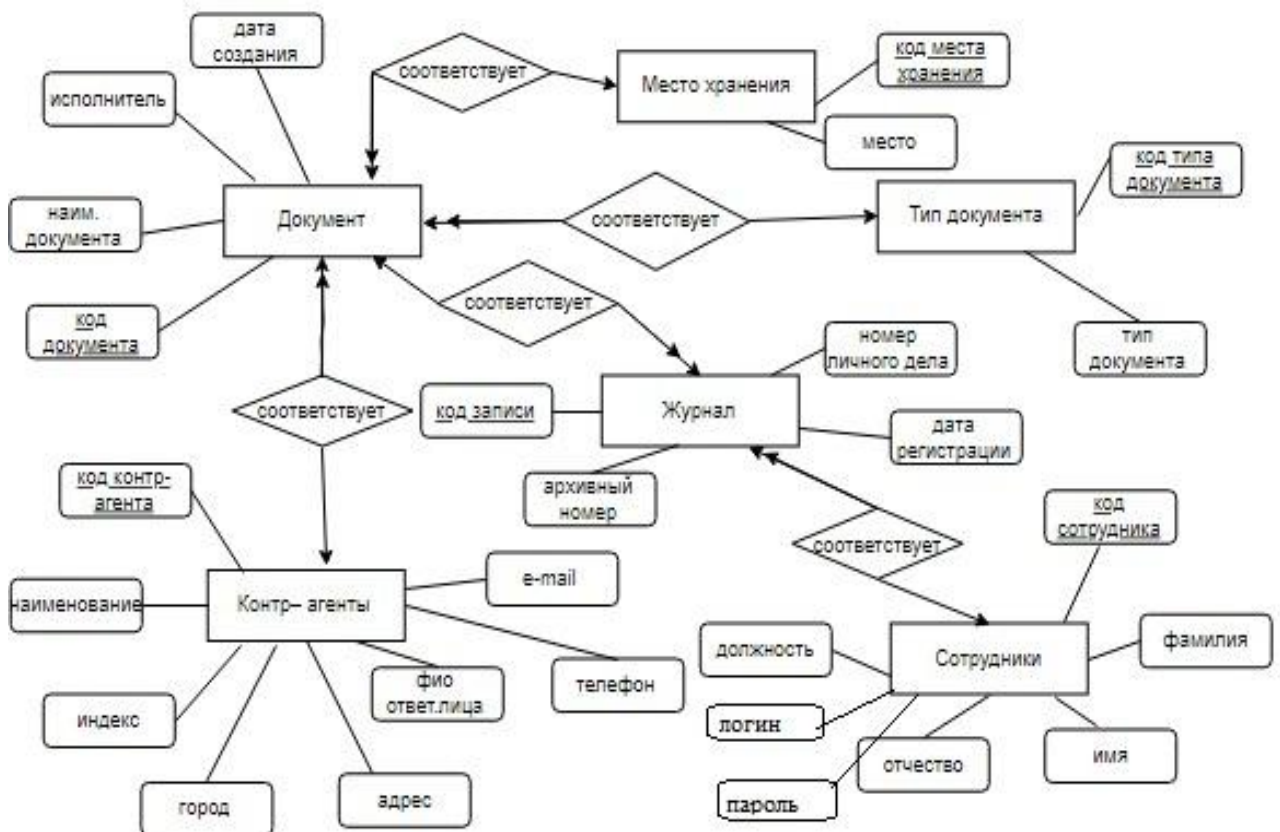 дата
создания
соответствует
код места
хранения
исполнитель
Место хранения
место
код типа
документа
наим.
документа
Документ
соответствует
Тип документа
соответствует
код
документа
номер
личного дела
тип
документа
соответствует
код записи
Журнал
дата
регистрации
код контр-
агента
архивный
номер
код
сотрудника
соответствует
e-mail
наименование
Контр– агенты
фамилия
должность
Сотрудники
фио
ответ.лица
телефон
индекс
логин
имя
отчество
город
адрес
пароль